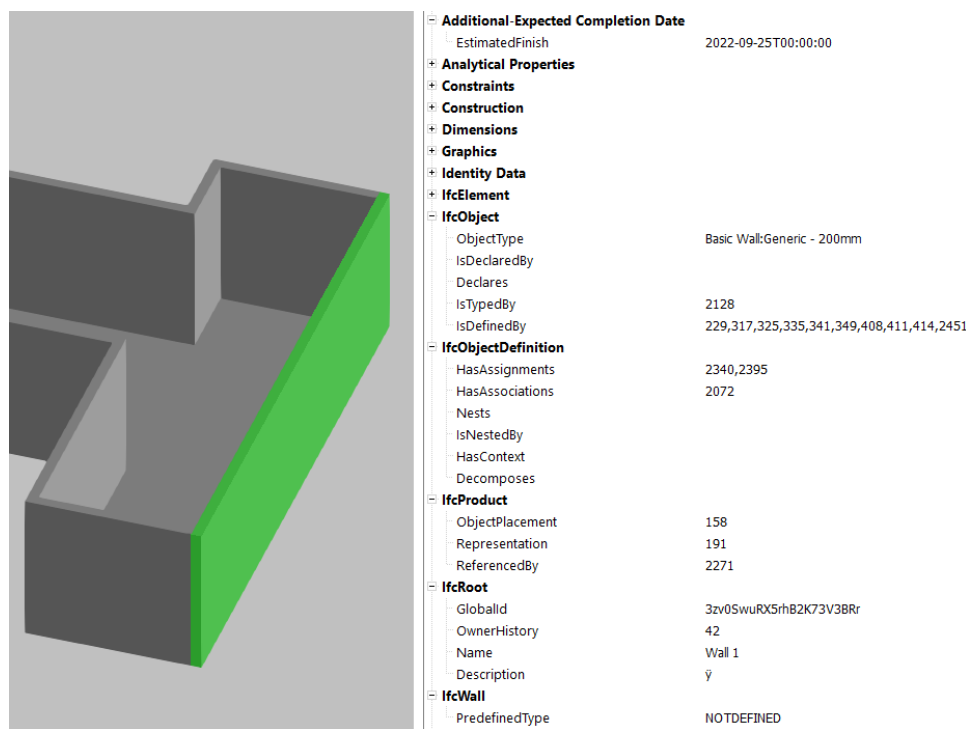 Additional-Expected Completion Date
EstimatedFinish 2022-09-25T00:00:00
Analytical Properties
Constraints
Construction
Dimensions
Graphics
Identity Data
IfcElement
IfcObject
ObjectType Basic Wall:Generic - 200mm
IsDeclaredBy
Declares
IsTypedBy 2128
IsDefinedBy 229,317,325,335,341,349,408,411,414,2451
IfcObjectDefinition
HasAssignments 2340,2395
HasAssociations 2072
Nests
IsNestedBy
HasContext
Decomposes
IfcProduct
ObjectPlacement 158
Representation 191
ReferencedBy 2271
IfcRoot
GlobalId 3zv0SwuRX5rhB2K73V3BRr
OwnerHistory 42
Name Wall 1
Description ÿ
IfcWall
PredefinedType NOTDEFINED